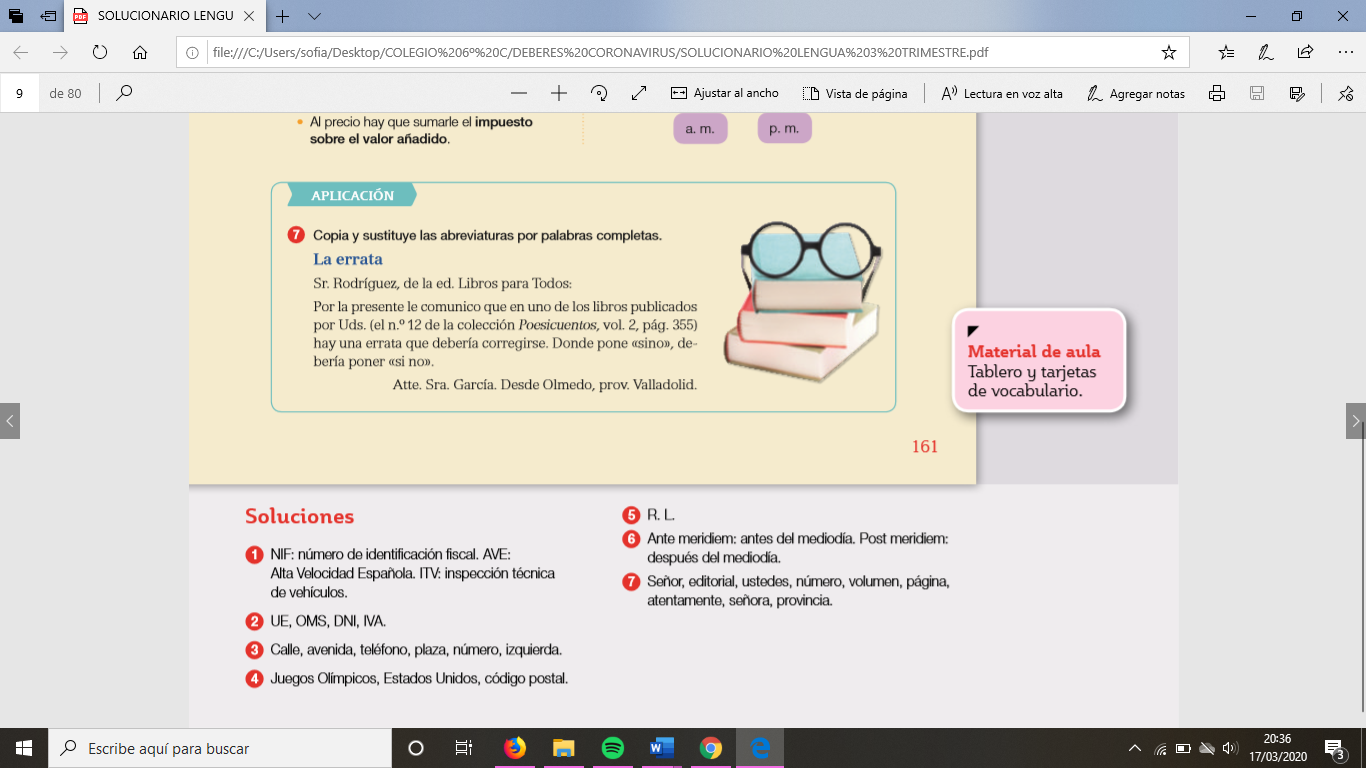 SOLUCIONARIO LENGU
file:///C:/Users/sofia/Desktop/COLEGIO%206º%20C/DEBERES%20CORONAVIRUS/SOLUCIONARIO%20LENGUA%203%20TRIMESTRE.pdf
9 de 80
Ajustar al ancho
Vista de página
Lectura en voz alta
Agregar notas
• Al precio hay que sumarle el impuesto
sobre el valor añadido.
a. m.
p. m.
APLICACIÓN
7 Copia y sustituye las abreviaturas por palabras completas.
La errata
Sr. Rodríguez, de la ed. Libros para Todos:
Por la presente le comunico que en uno de los libros publicados
por Uds. (el n.º 12 de la colección Poesicuentos, vol. 2, pág. 355)
hay una errata que debería corregirse. Donde pone «sino», de-
bería poner «si no».
Atte. Sra. García. Desde Olmedo, prov. Valladolid.
Material de aula
Tablero y tarjetas
de vocabulario.
161
Soluciones
1 NIF: número de identificación fiscal. AVE:
Alta Velocidad Española. ITV: inspección técnica
de vehículos.
2 UE, OMS, DNI, IVA.
3 Calle, avenida, teléfono, plaza, número, izquierda.
4 Juegos Olímpicos, Estados Unidos, código postal.
5 R. L.
6 Ante meridiem: antes del mediodía. Post meridiem:
después del mediodía.
7 Señor, editorial, ustedes, número, volumen, página,
atentamente, señora, provincia.
Escribe aquí para buscar
20:36
17/03/2020
3